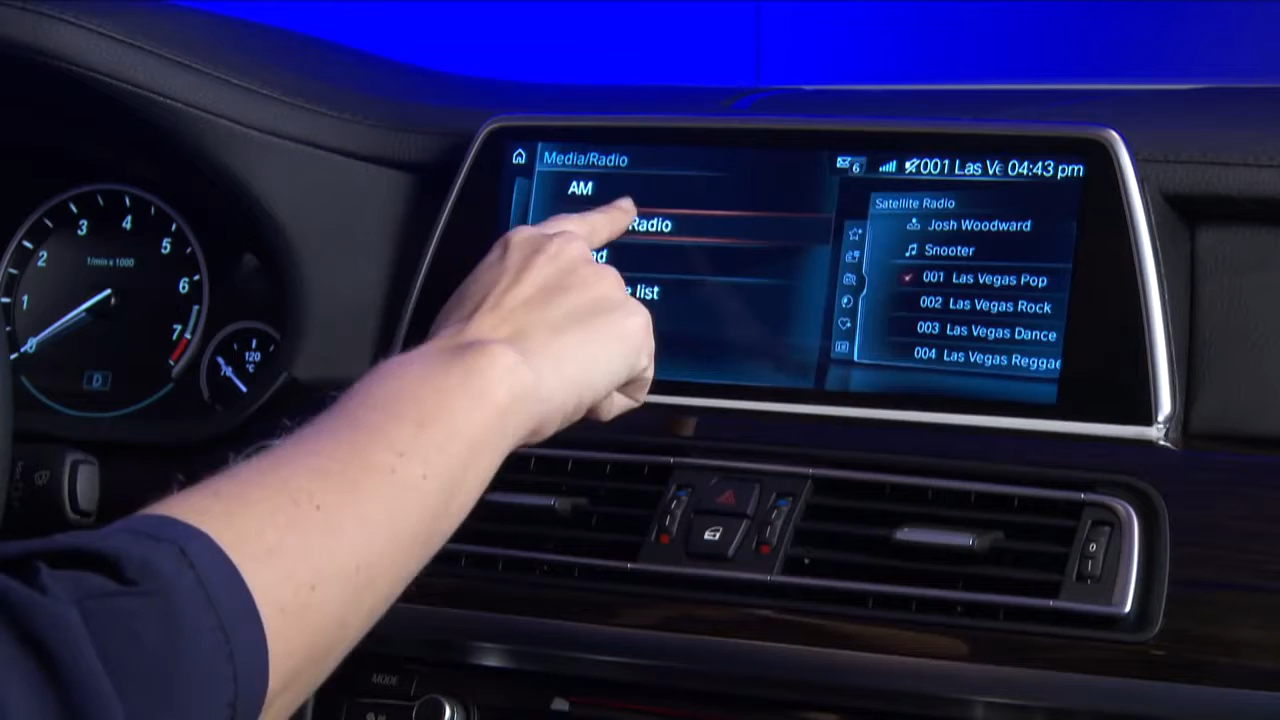 Media/Radio
6
001 Las Ve 04:43 pm
AM
Radio
list
Satellite Radio
Josh Woodward
Snooter
001 Las Vegas Pop
002 Las Vegas Rock
003 Las Vegas Dance
004 Las Vegas Reggae
1
2
3
4
5
6
7
1/min x 1000
0
D
120
°C
MODE